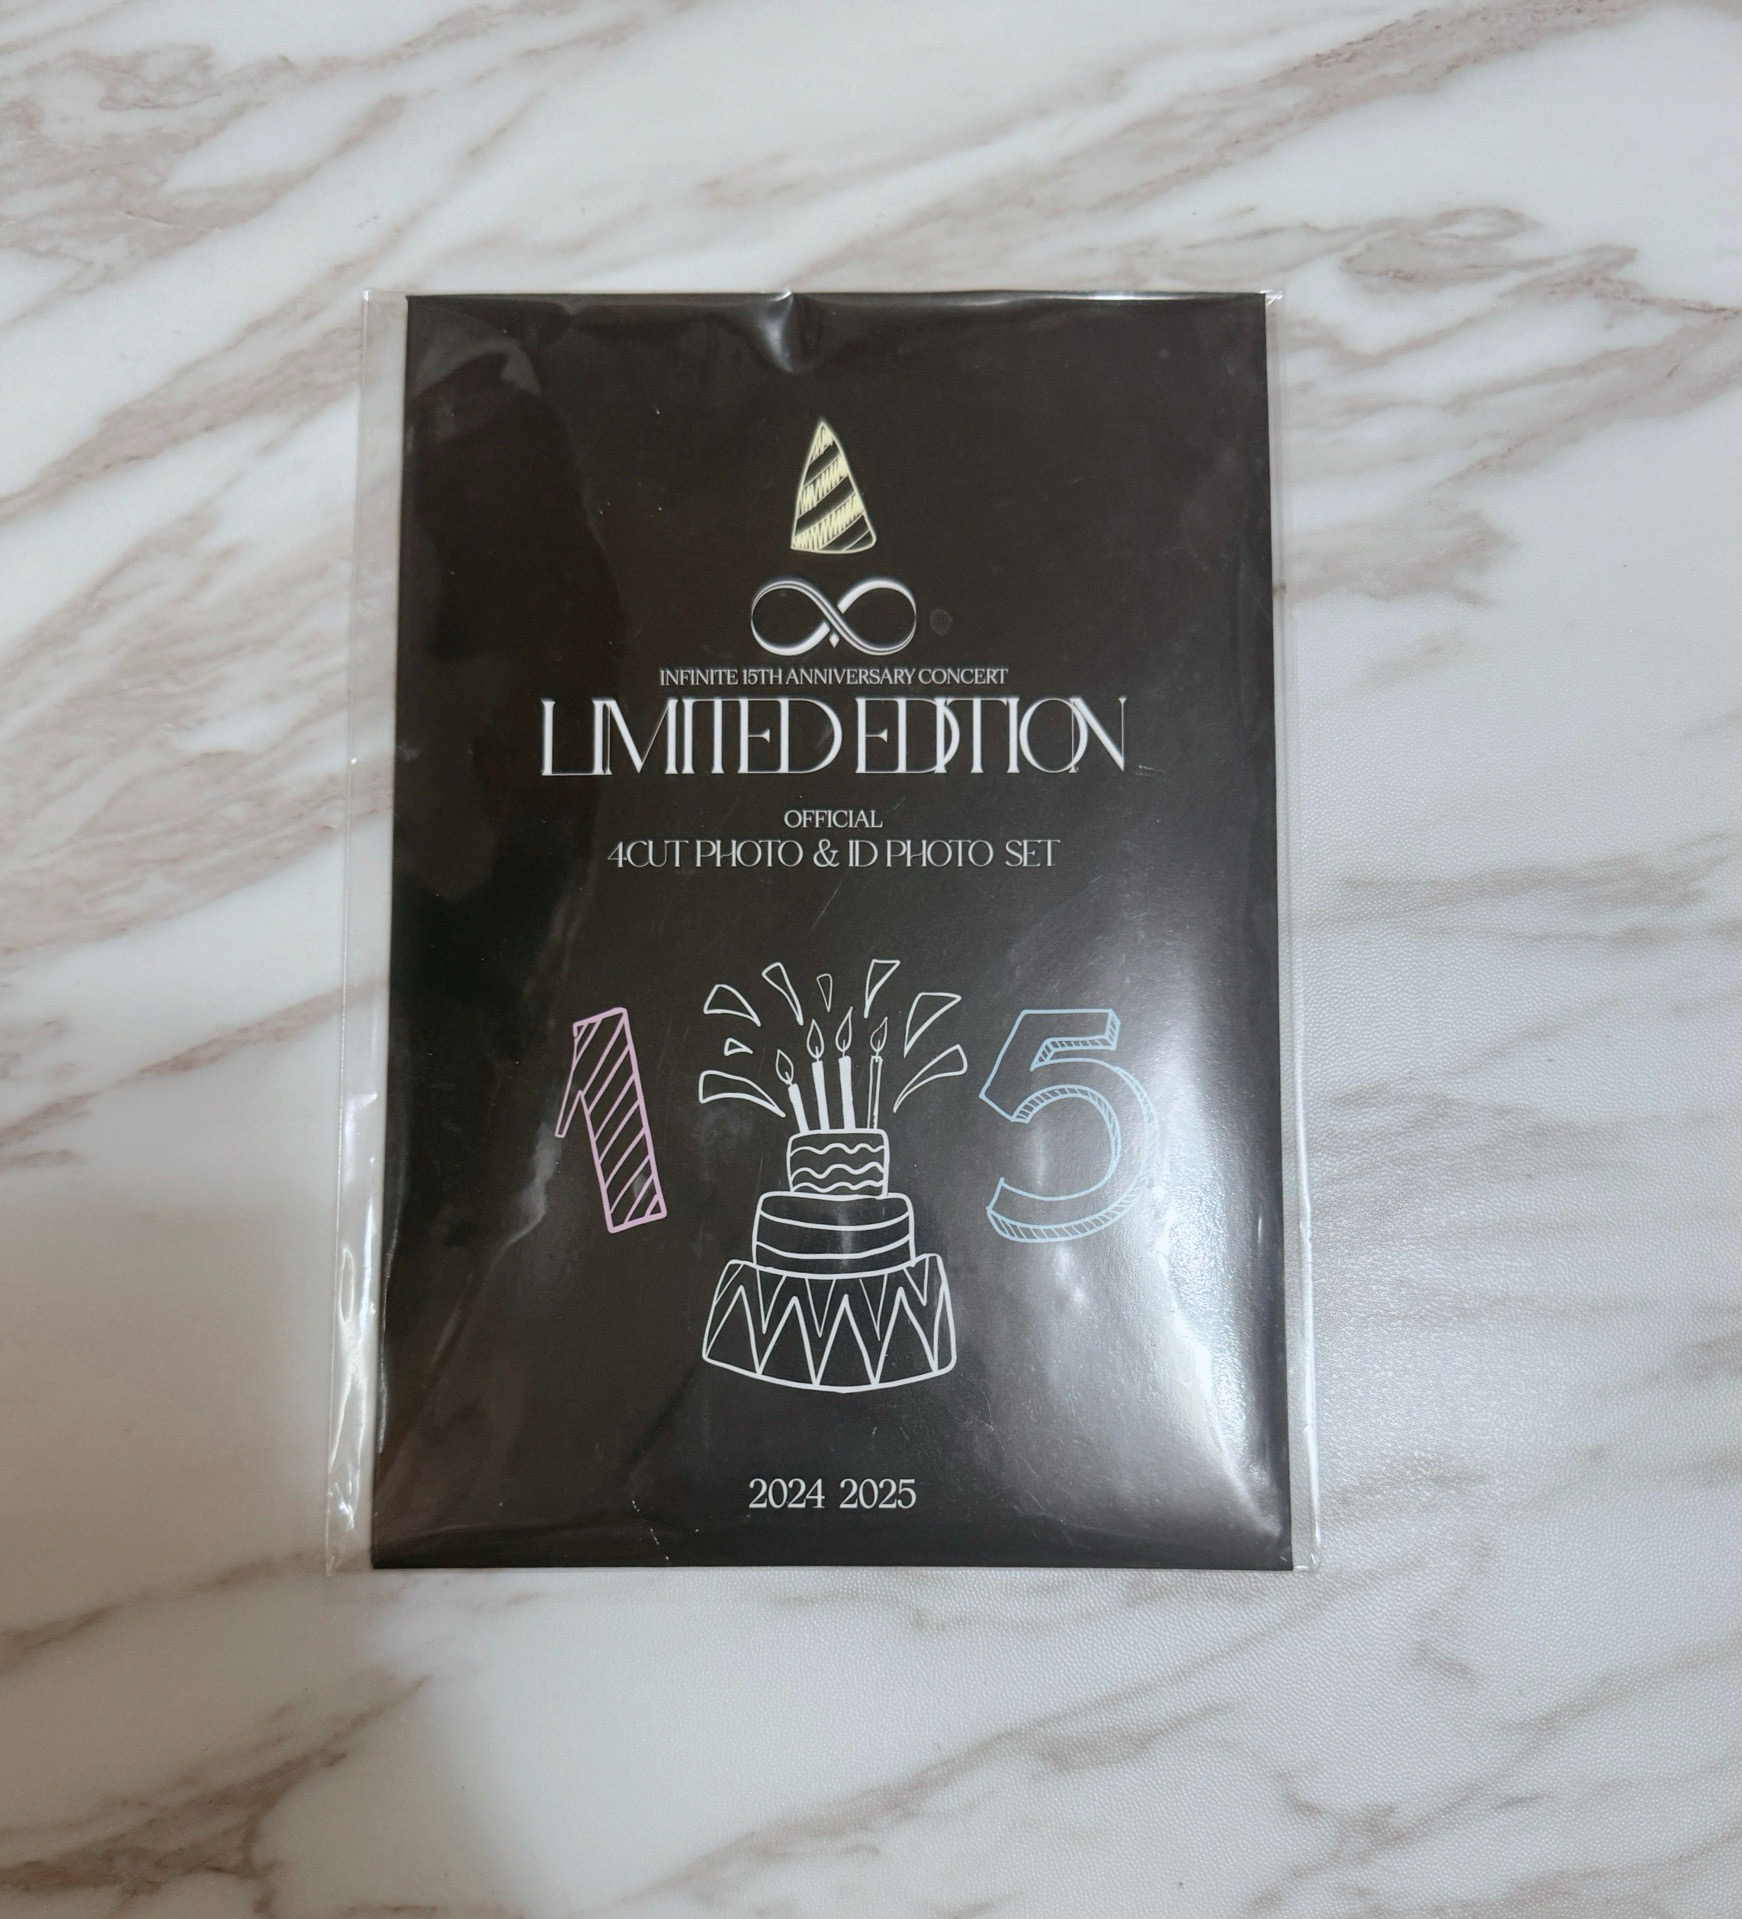 INFINITE 15TH ANNIVERSARY CONCERT
LIMITED EDITION
OFFICIAL
4CUT PHOTO & ID PHOTO SET
1 5
2024 2025